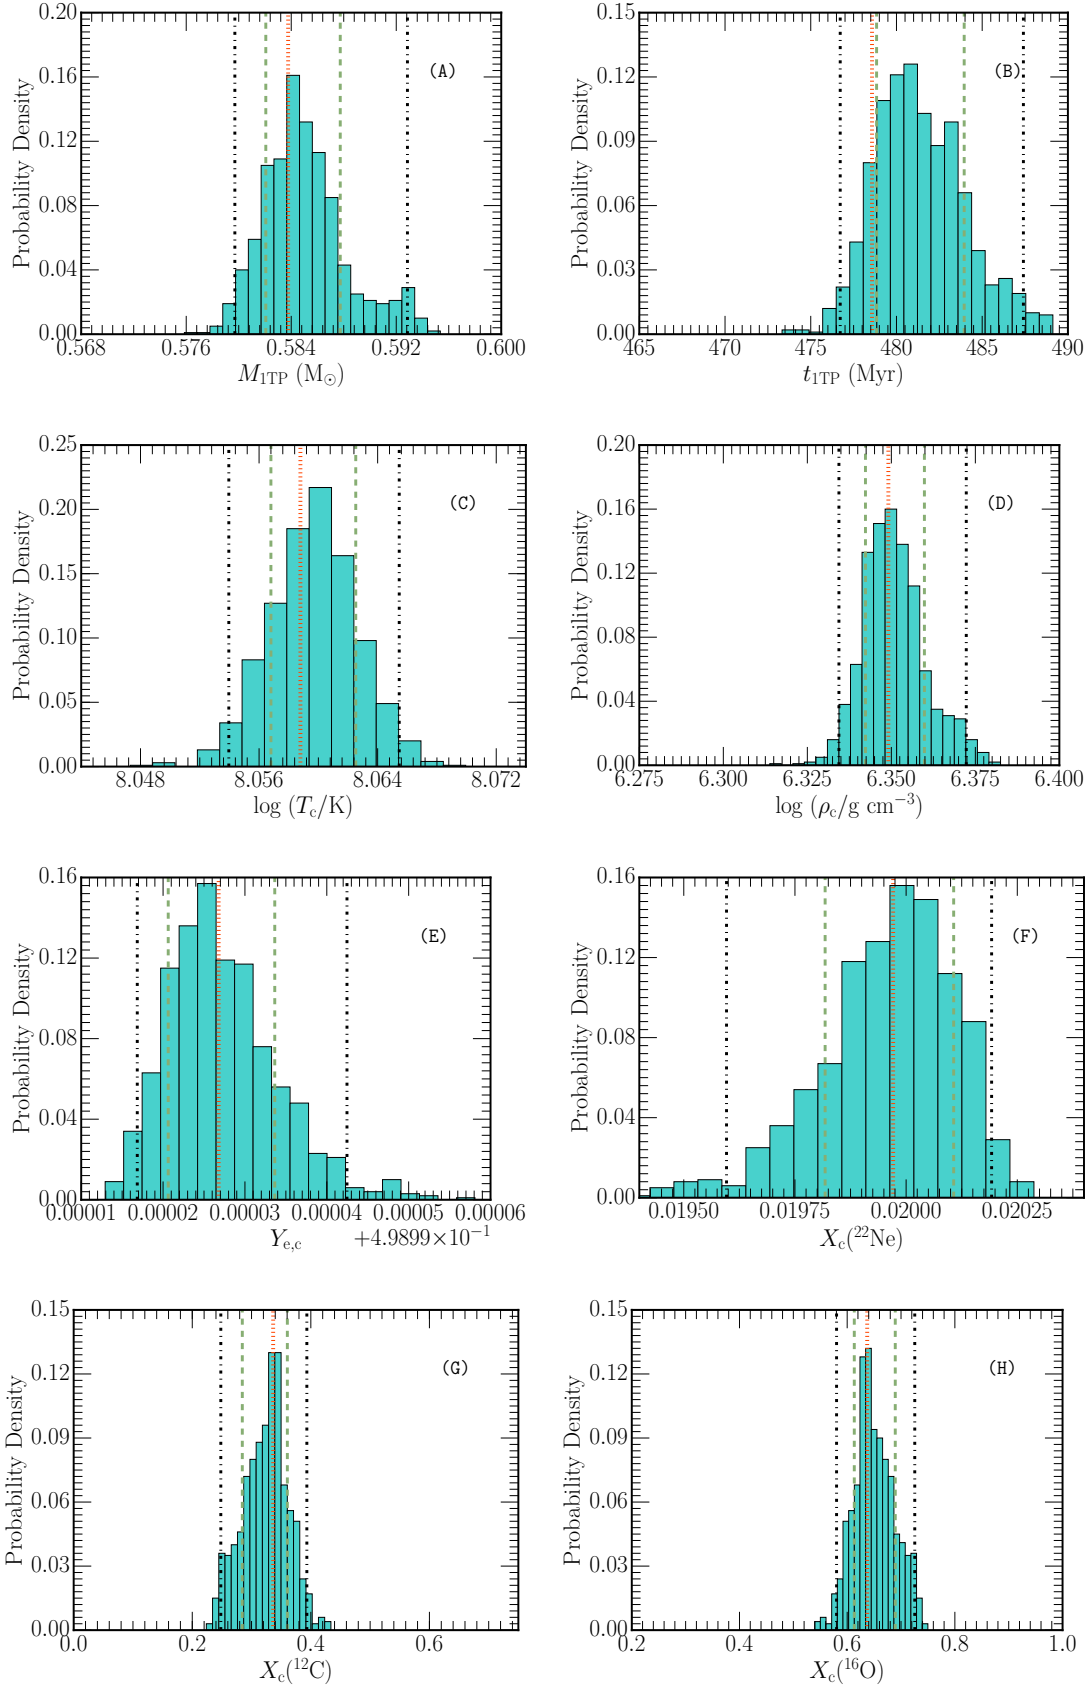 0.20
0.16
0.12
0.08
0.04
0.00
Probability Density
(A)
0.568 0.576 0.584 0.592 0.600
M₁TP (M⊙)
0.15
0.12
0.09
0.06
0.03
0.00
Probability Density
(B)
465 470 475 480 485 490
t₁TP (Myr)
0.25
0.20
0.15
0.10
0.05
0.00
Probability Density
(C)
8.048 8.056 8.064 8.072
log (Tc/K)
0.20
0.16
0.12
0.08
0.04
0.00
Probability Density
(D)
6.275 6.300 6.325 6.350 6.375 6.400
log (ρc/g cm⁻³)
0.16
0.12
0.08
0.04
0.00
Probability Density
(E)
0.00001 0.00002 0.00003 0.00004 0.00005 0.00006
Ye,c +4.9899×10⁻¹
0.16
0.12
0.08
0.04
0.00
Probability Density
(F)
0.01950 0.01975 0.02000 0.02025
Xc(²²Ne)
0.15
0.12
0.09
0.06
0.03
0.00
Probability Density
(G)
0.0 0.2 0.4 0.6
Xc(¹²C)
0.15
0.12
0.09
0.06
0.03
0.00
Probability Density
(H)
0.2 0.4 0.6 0.8 1.0
Xc(¹⁶O)